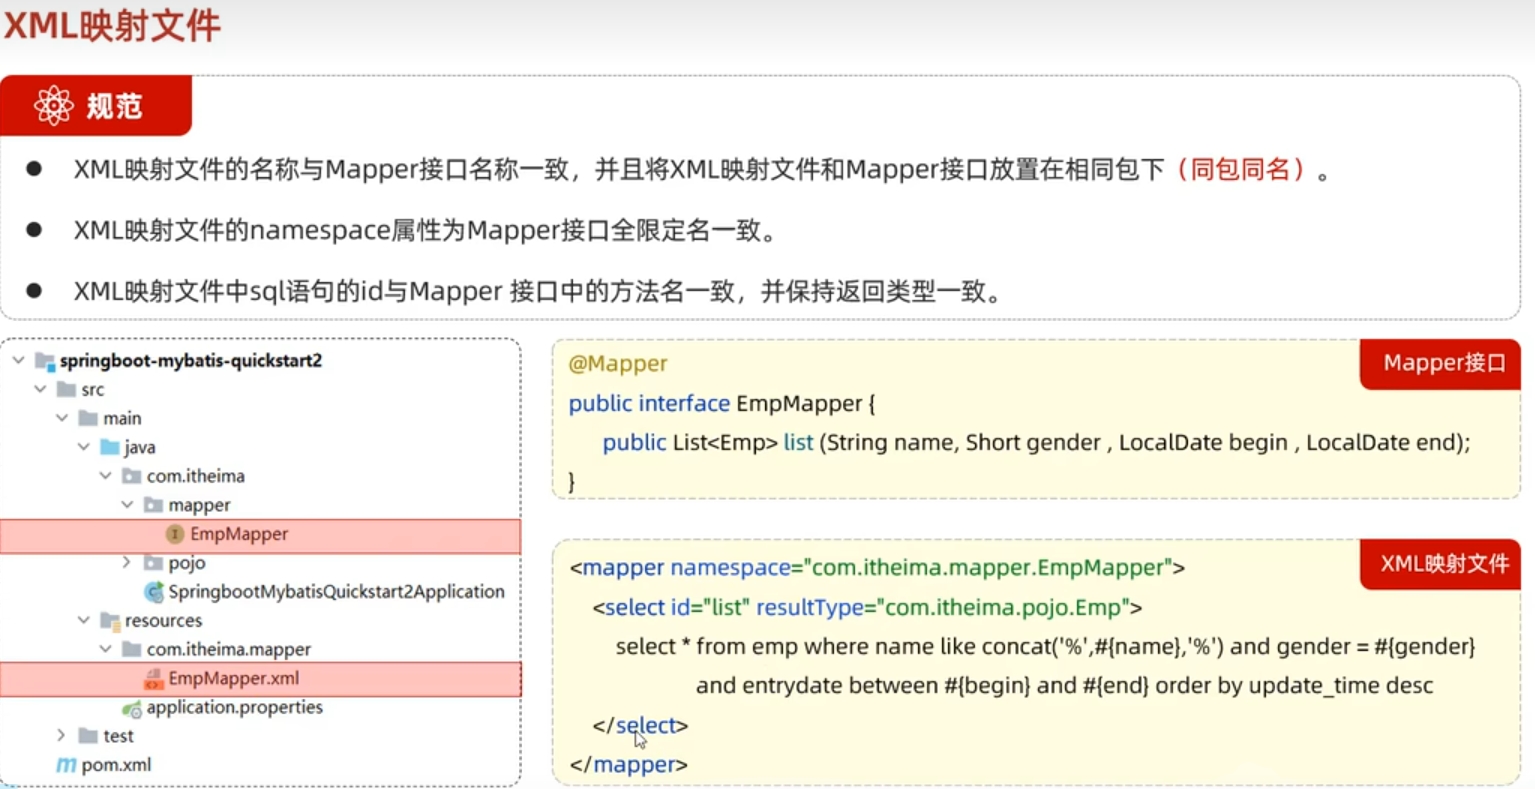 XML映射文件
规范
● XML映射文件的名称与Mapper接口名称一致，并且将XML映射文件和Mapper接口放置在相同包下（同包同名）。
● XML映射文件的namespace属性为Mapper接口全限定名一致。
● XML映射文件中sql语句的id与Mapper 接口中的方法名一致，并保持返回类型一致。
springboot-mybatis-quickstart2
src
main
java
com.itheima
mapper
EmpMapper
pojo
SpringbootMybatisQuickstart2Application
resources
com.itheima.mapper
EmpMapper.xml
application.properties
test
pom.xml
Mapper接口
@Mapper
public interface EmpMapper {
public List<Emp> list (String name, Short gender , LocalDate begin , LocalDate end);
}
XML映射文件
<mapper namespace="com.itheima.mapper.EmpMapper">
<select id="list" resultType="com.itheima.pojo.Emp">
select * from emp where name like concat('%',#{name},'%') and gender = #{gender}
and entrydate between #{begin} and #{end} order by update_time desc
</select>
</mapper>